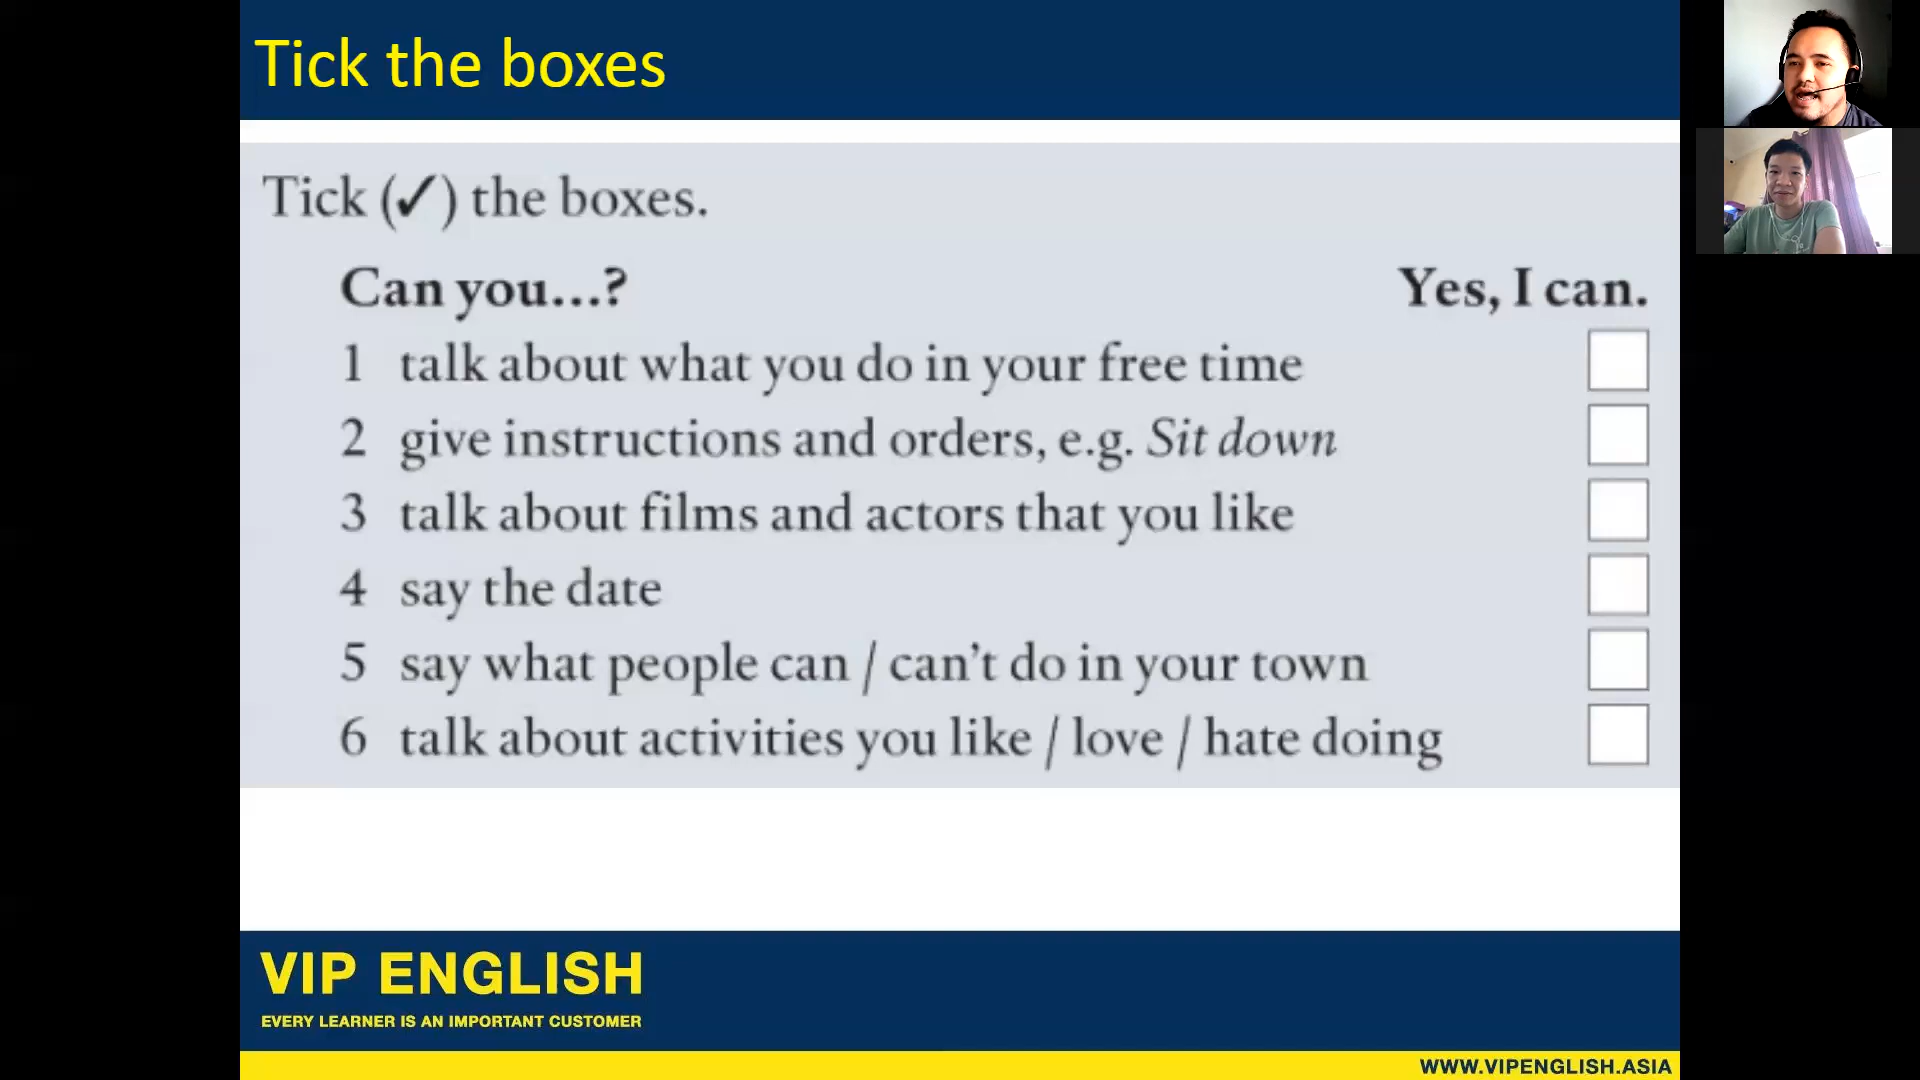 Tick the boxes
Tick (✓) the boxes.
Can you...? Yes, I can.
1 talk about what you do in your free time
2 give instructions and orders, e.g. Sit down
3 talk about films and actors that you like
4 say the date
5 say what people can / can't do in your town
6 talk about activities you like / love / hate doing
VIP ENGLISH
EVERY LEARNER IS AN IMPORTANT CUSTOMER
WWW.VIPENGLISH.ASIA